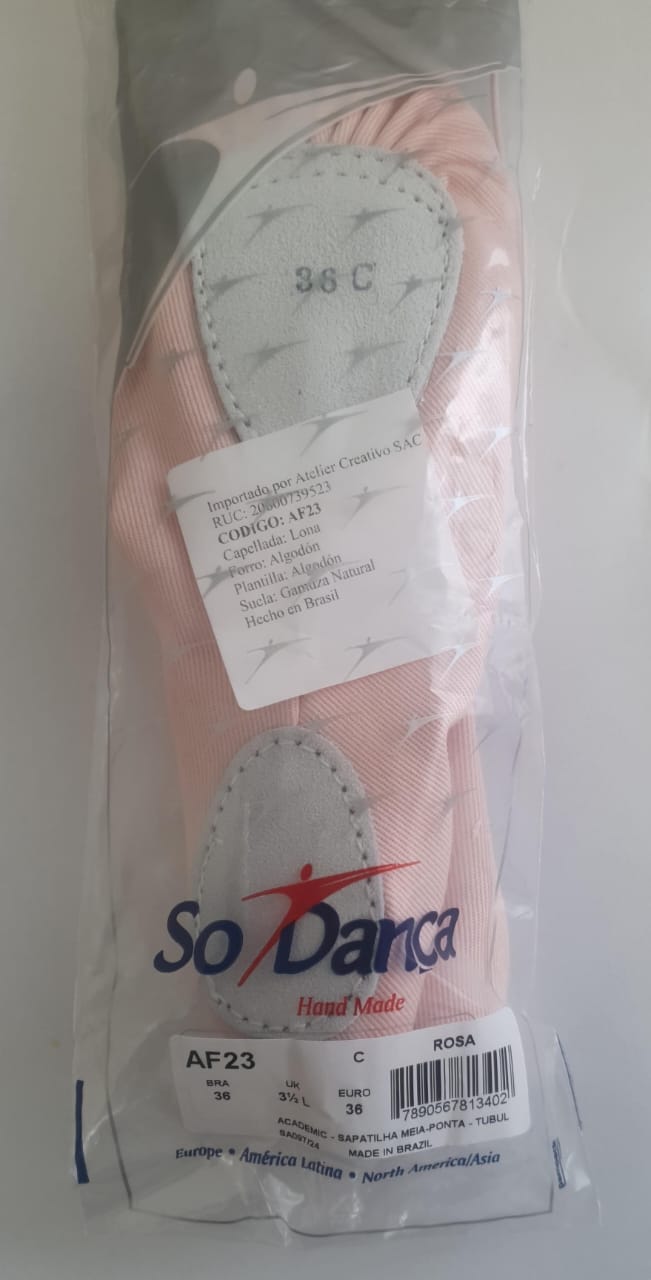 36 C
Importado por Atelier Creativo SAC
RUC: 20600739523
CODIGO: AF23
Capellada: Lona
Forro: Algodón
Plantilla: Algodón
Suela: Gamuza Natural
Hecho en Brasil
So Dança
Hand Made
AF23 C ROSA
BRA UK EURO
36 3½ L 36
7890567813402
ACADEMIC - SAPATILHA MEIA-PONTA - TUBUL
SA097/24 MADE IN BRAZIL
Europe • América Latina • North America/Asia